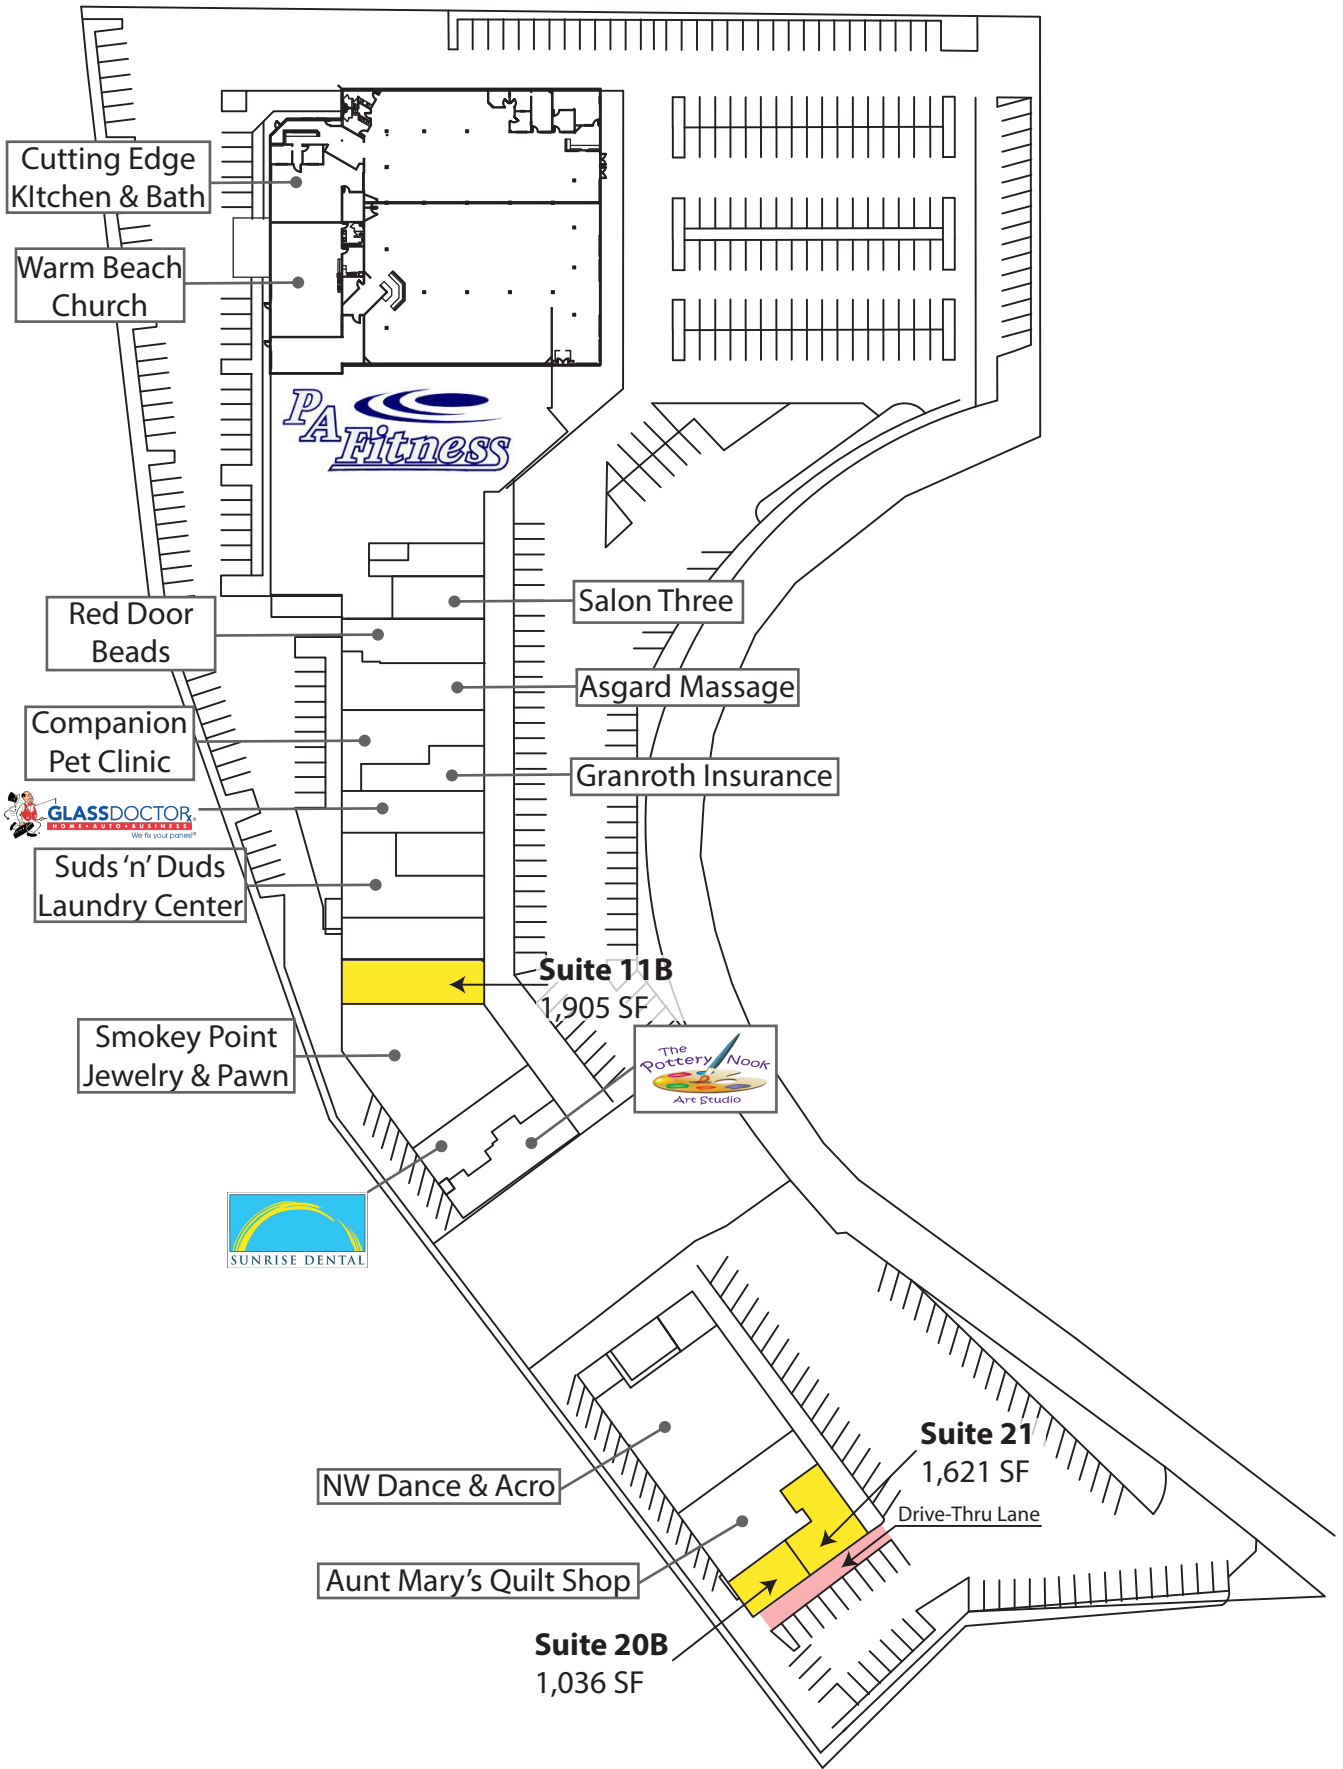 Cutting Edge
KItchen & Bath
Warm Beach
Church
PA Fitness
Salon Three
Red Door
Beads
Asgard Massage
Companion
Pet Clinic
Granroth Insurance
GLASSDOCTORx®
HOME•AUTO•BUSINESS
We fix your panes!®
Suds ‘n’ Duds
Laundry Center
Suite 11B
1,905 SF
Smokey Point
Jewelry & Pawn
The
Pottery Nook
Art Studio
SUNRISE DENTAL
Suite 21
1,621 SF
NW Dance & Acro
Drive-Thru Lane
Aunt Mary’s Quilt Shop
Suite 20B
1,036 SF